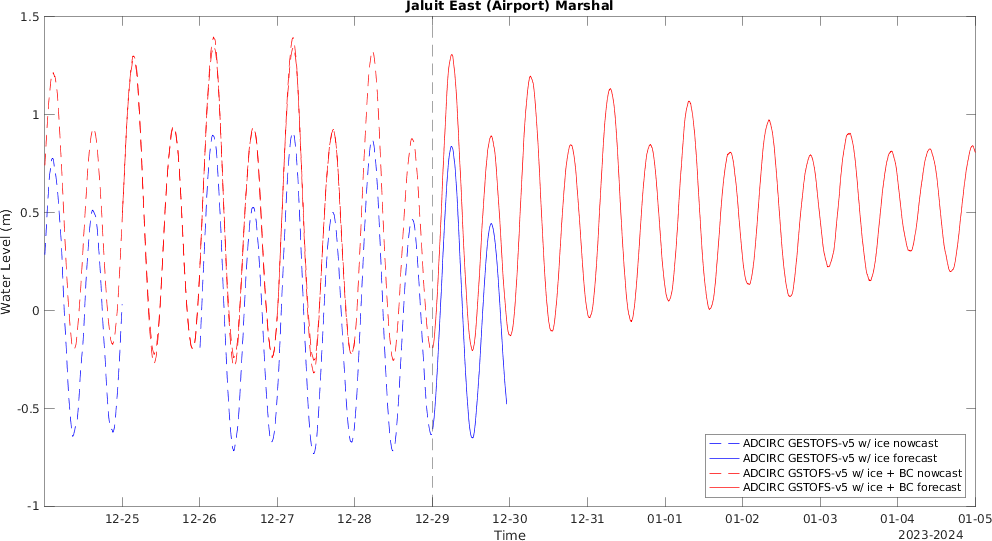 Jaluit East (Airport) Marshal
1.5
1
0.5
0
-0.5
-1
Water Level (m)
12-25 12-26 12-27 12-28 12-29 12-30 12-31 01-01 01-02 01-03 01-04 01-05
Time
2023-2024
ADCIRC GESTOFS-v5 w/ ice nowcast
ADCIRC GESTOFS-v5 w/ ice forecast
ADCIRC GSTOFS-v5 w/ ice + BC nowcast
ADCIRC GSTOFS-v5 w/ ice + BC forecast